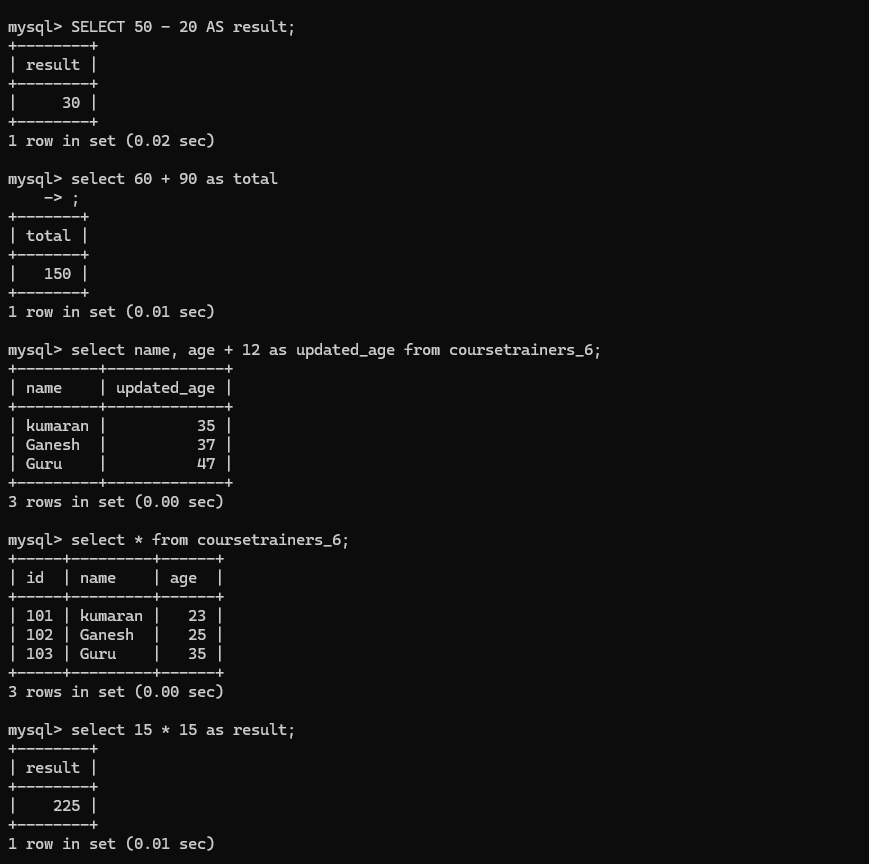 mysql> SELECT 50 - 20 AS result;
+--------+
| result |
+--------+
|     30 |
+--------+
1 row in set (0.02 sec)

mysql> select 60 + 90 as total
    -> ;
+-------+
| total |
+-------+
|   150 |
+-------+
1 row in set (0.01 sec)

mysql> select name, age + 12 as updated_age from coursetrainers_6;
+---------+-------------+
| name    | updated_age |
+---------+-------------+
| kumaran |          35 |
| Ganesh  |          37 |
| Guru    |          47 |
+---------+-------------+
3 rows in set (0.00 sec)

mysql> select * from coursetrainers_6;
+-----+---------+------+
| id  | name    | age  |
+-----+---------+------+
| 101 | kumaran |   23 |
| 102 | Ganesh  |   25 |
| 103 | Guru    |   35 |
+-----+---------+------+
3 rows in set (0.00 sec)

mysql> select 15 * 15 as result;
+--------+
| result |
+--------+
|    225 |
+--------+
1 row in set (0.01 sec)